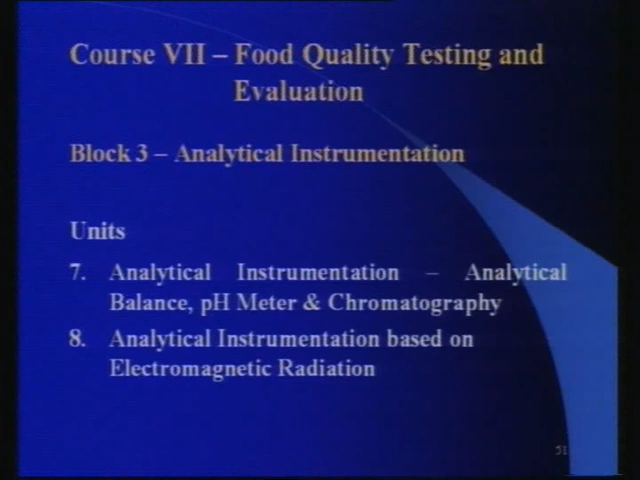 Course VII – Food Quality Testing and
Evaluation
Block 3 – Analytical Instrumentation
Units
7. Analytical Instrumentation – Analytical
Balance, pH Meter & Chromatography
8. Analytical Instrumentation based on
Electromagnetic Radiation
51